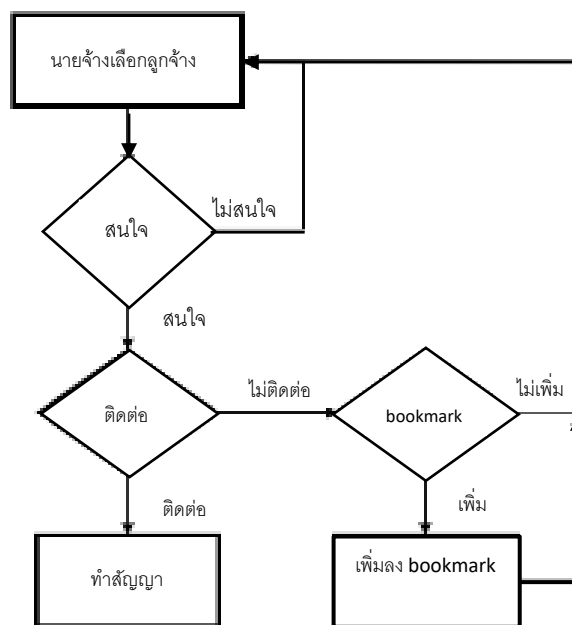 นายจ้างเลือกลูกจ้าง
ไม่สนใจ
สนใจ
สนใจ
ไม่ติดต่อ
ไม่เพิ่ม
ติดต่อ
bookmark
ติดต่อ
เพิ่ม
ทำสัญญา
เพิ่มลง bookmark